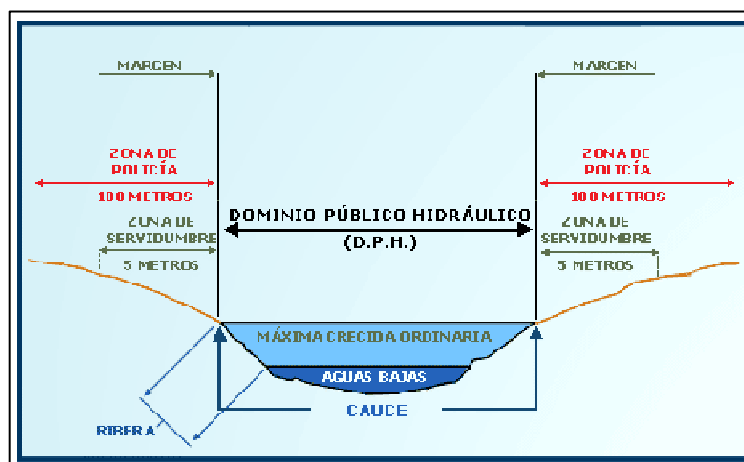 MARGEN
MARGEN
ZONA DE
POLICÍA
100 METROS
ZONA DE
POLICÍA
100 METROS
DOMINIO PÚBLICO HIDRÁULICO
(D.P.H.)
ZONA DE
SERVIDUMBRE
5 METROS
ZONA DE
SERVIDUMBRE
5 METROS
MÁXIMA CRECIDA ORDINARIA
AGUAS BAJAS
CAUCE
RIBERA